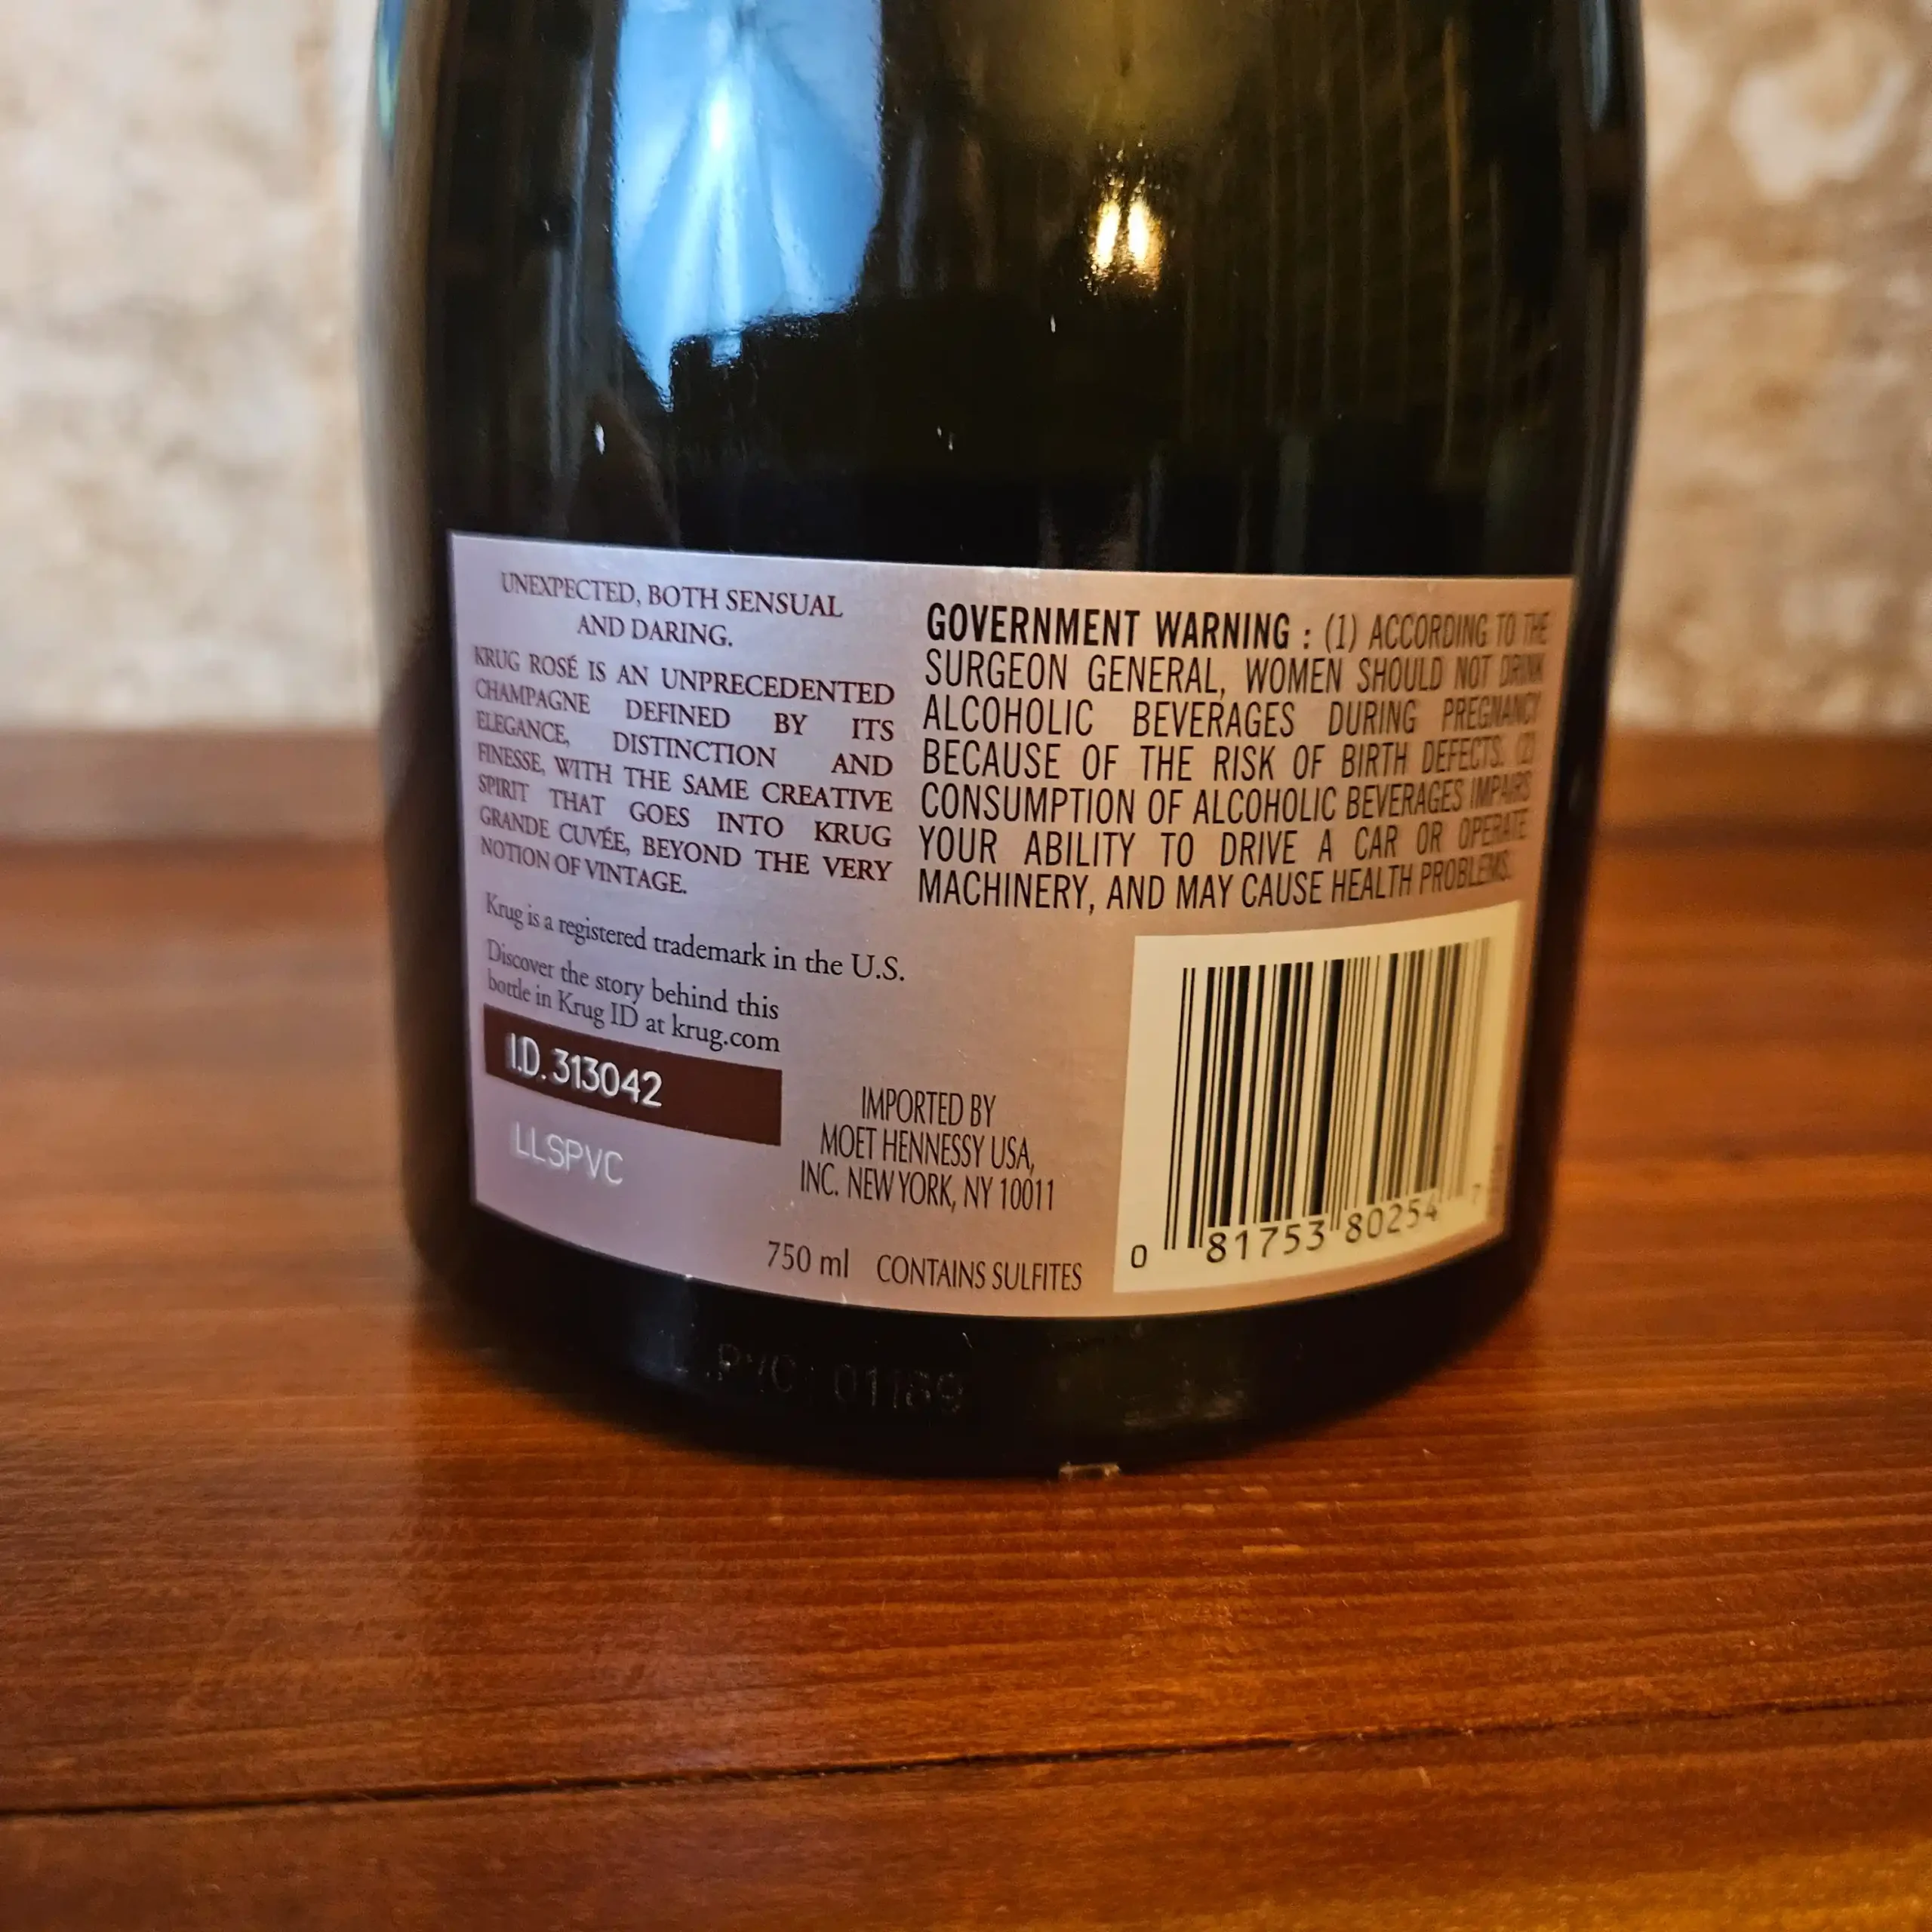 UNEXPECTED, BOTH SENSUAL
AND DARING.
KRUG ROSÉ IS AN UNPRECEDENTED
CHAMPAGNE DEFINED BY ITS
ELEGANCE, DISTINCTION AND
FINESSE, WITH THE SAME CREATIVE
SPIRIT THAT GOES INTO KRUG
GRANDE CUVÉE, BEYOND THE VERY
NOTION OF VINTAGE.
Krug is a registered trademark in the U.S.
Discover the story behind this
bottle in Krug ID at krug.com
I.D. 313042
LLSPVC
GOVERNMENT WARNING : (1) ACCORDING TO THE
SURGEON GENERAL, WOMEN SHOULD NOT DRINK
ALCOHOLIC BEVERAGES DURING PREGNANCY
BECAUSE OF THE RISK OF BIRTH DEFECTS. (2)
CONSUMPTION OF ALCOHOLIC BEVERAGES IMPAIRS
YOUR ABILITY TO DRIVE A CAR OR OPERATE
MACHINERY, AND MAY CAUSE HEALTH PROBLEMS.
IMPORTED BY
MOET HENNESSY USA,
INC. NEW YORK, NY 10011
750 ml CONTAINS SULFITES
0 81753 80254 7